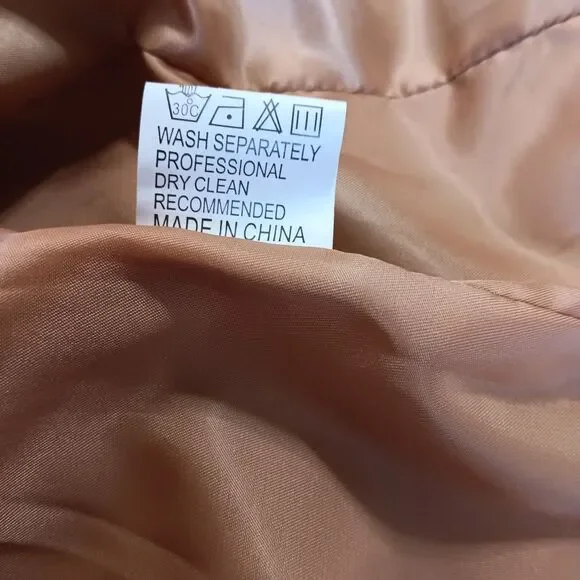 30C
WASH SEPARATELY
PROFESSIONAL
DRY CLEAN
RECOMMENDED
MADE IN CHINA